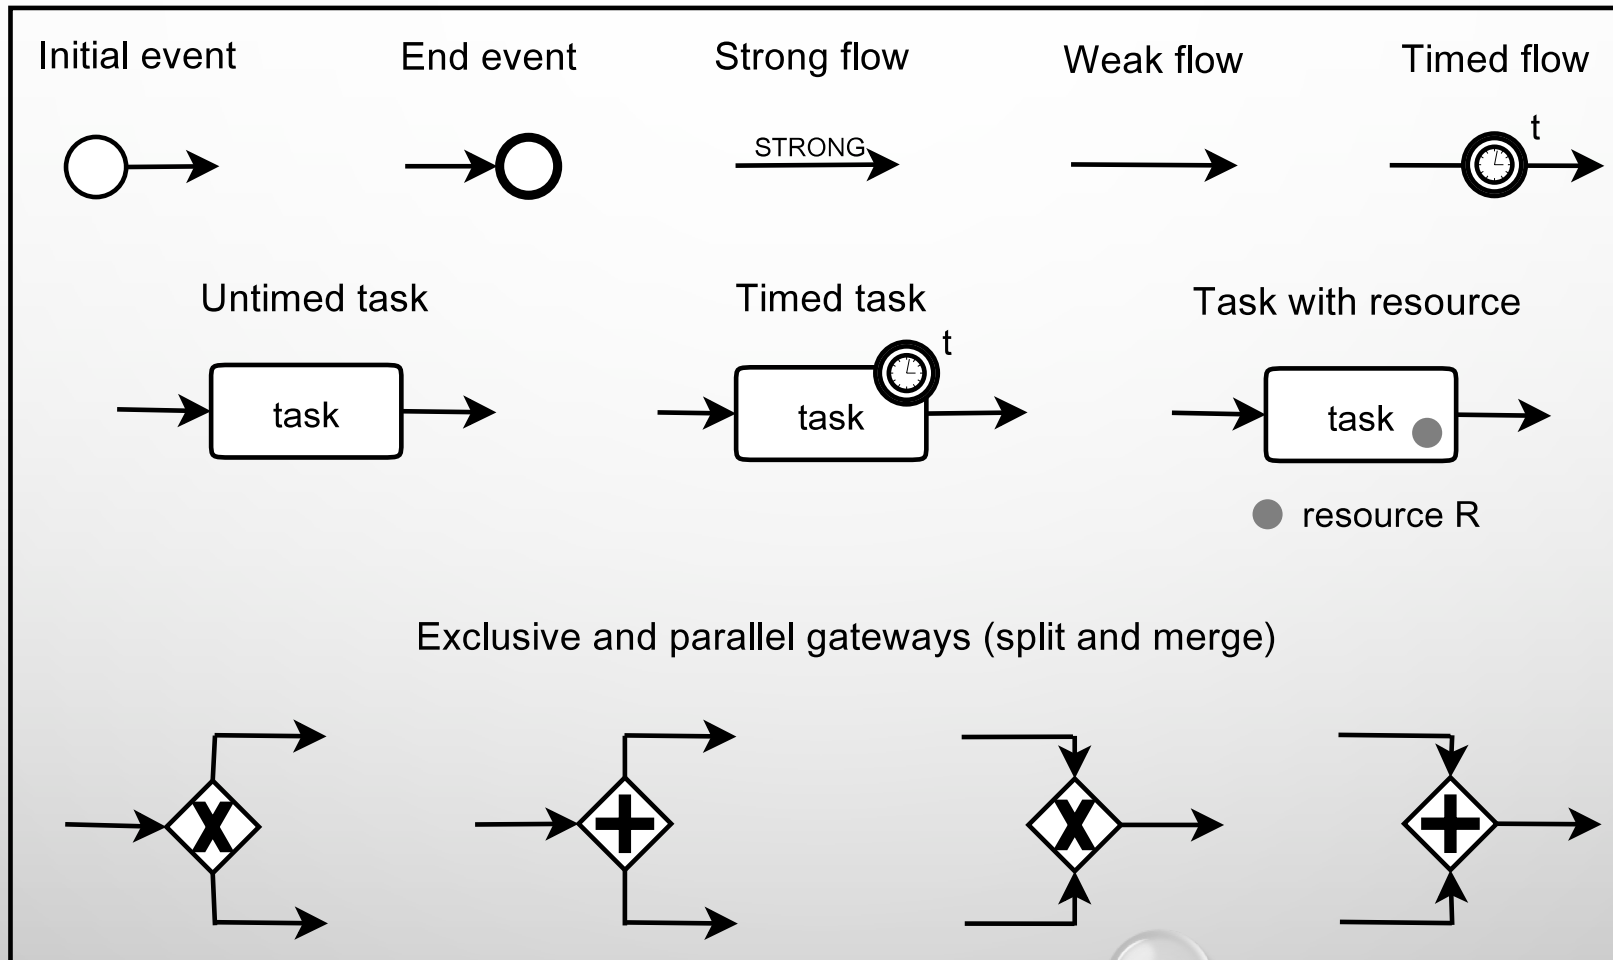 Initial event
End event
Strong flow
Weak flow
Timed flow
STRONG
t
Untimed task
Timed task
Task with resource
t
task
task
task
resource R
Exclusive and parallel gateways (split and merge)
X
X